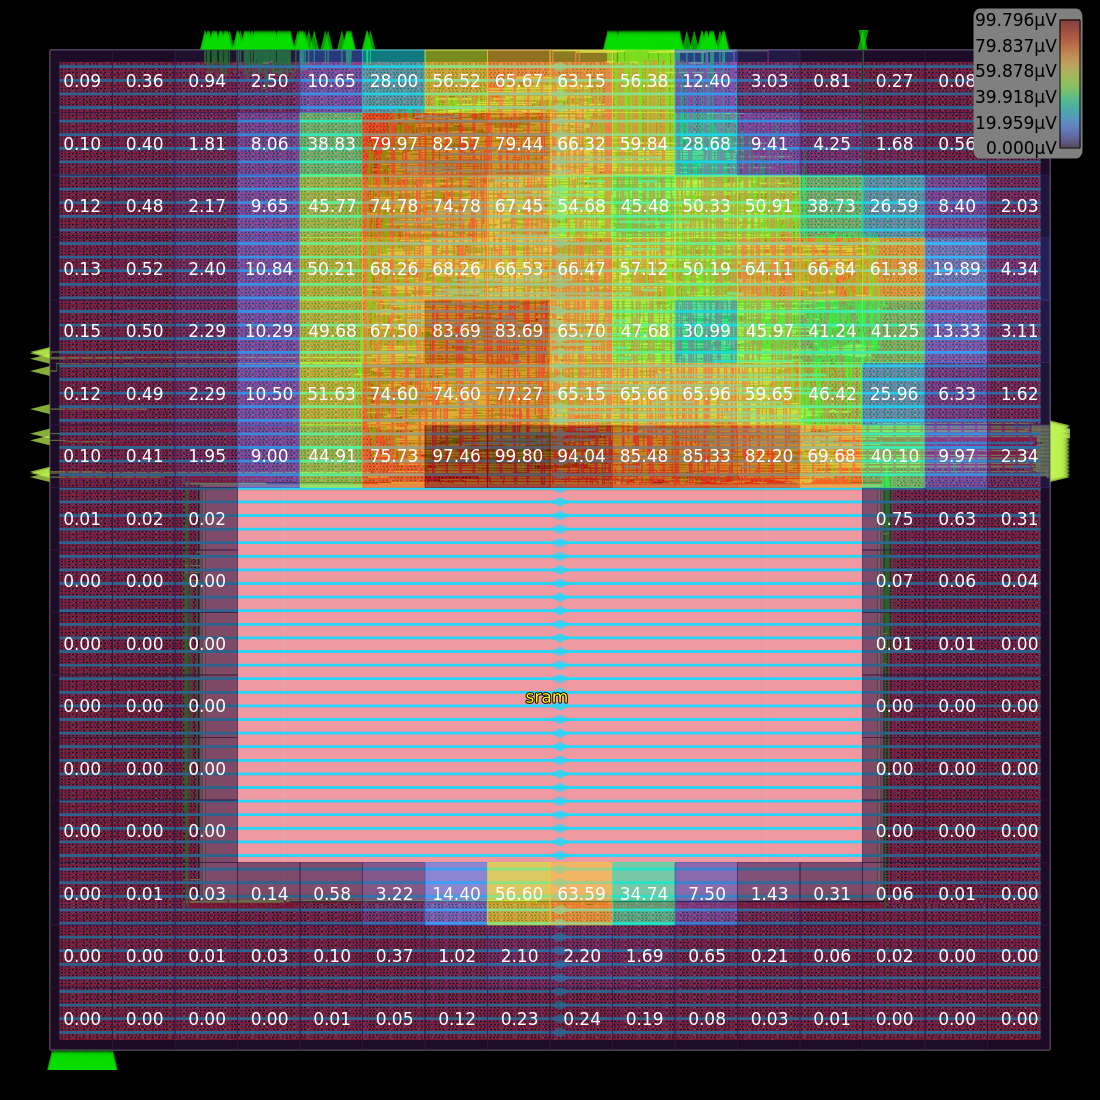 99.796µV
79.837µV
59.878µV
39.918µV
19.959µV
0.000µV
0.09 0.36 0.94 2.50 10.65 28.00 56.52 65.67 63.15 56.38 12.40 3.03 0.81 0.27 0.08
0.10 0.40 1.81 8.06 38.83 79.97 82.57 79.44 66.32 59.84 28.68 9.41 4.25 1.68 0.56
0.12 0.48 2.17 9.65 45.77 74.78 74.78 67.45 54.68 45.48 50.33 50.91 38.73 26.59 8.40 2.03
0.13 0.52 2.40 10.84 50.21 68.26 68.26 66.53 66.47 57.12 50.19 64.11 66.84 61.38 19.89 4.34
0.15 0.50 2.29 10.29 49.68 67.50 83.69 83.69 65.70 47.68 30.99 45.97 41.24 41.25 13.33 3.11
0.12 0.49 2.29 10.50 51.63 74.60 74.60 77.27 65.15 65.66 65.96 59.65 46.42 25.96 6.33 1.62
0.10 0.41 1.95 9.00 44.91 75.73 97.46 99.80 94.04 85.48 85.33 82.20 69.68 40.10 9.97 2.34
0.01 0.02 0.02 0.75 0.63 0.31
0.00 0.00 0.00 0.07 0.06 0.04
0.00 0.00 0.00 0.01 0.01 0.00
sram
0.00 0.00 0.00 0.00 0.00 0.00
0.00 0.00 0.00 0.00 0.00 0.00
0.00 0.00 0.00 0.00 0.00 0.00
0.00 0.01 0.03 0.14 0.58 3.22 14.40 56.60 63.59 34.74 7.50 1.43 0.31 0.06 0.01 0.00
0.00 0.00 0.01 0.03 0.10 0.37 1.02 2.10 2.20 1.69 0.65 0.21 0.06 0.02 0.00 0.00
0.00 0.00 0.00 0.00 0.01 0.05 0.12 0.23 0.24 0.19 0.08 0.03 0.01 0.00 0.00 0.00